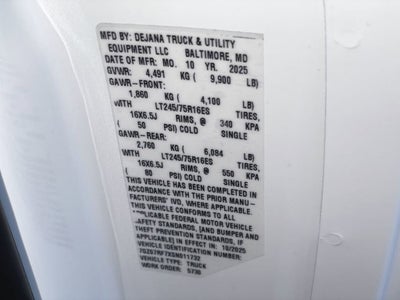 MFD BY: DEJANA TRUCK & UTILITY
EQUIPMENT LLC BALTIMORE, MD
DATE OF MFR: MO. 10 YR. 2025
GVWR: 4,491 KG ( 9,900 LB)
GAWR-FRONT:
1,860 KG ( 4,100 LB)
WITH LT245/75R16ES TIRES,
16X6.5J RIMS, @ 340 KPA
( 50 PSI) COLD SINGLE
GAWR-REAR:
2,760 KG ( 6,084 LB)
WITH LT245/75R16ES TIRES,
16X6.5J RIMS, @ 550 KPA
( 80 PSI) COLD SINGLE
THIS VEHICLE HAS BEEN COMPLETED IN
ACCORDANCE WITH THE PRIOR MANU-
FACTURERS' IVD, WHERE APPLICABLE.
THIS VEHICLE CONFORMS TO ALL
APPLICABLE FEDERAL MOTOR VEHICLE
SAFETY STANDARDS, [AND BUMPER AND
THEFT PREVENTION STANDARDS, IF
APPLICABLE] IN EFFECT IN: 10/2025
VEHICLE IDENTIFICATION NUMBER:
VEHICLE TYPE: TRUCK
WORK ORDER: 5736